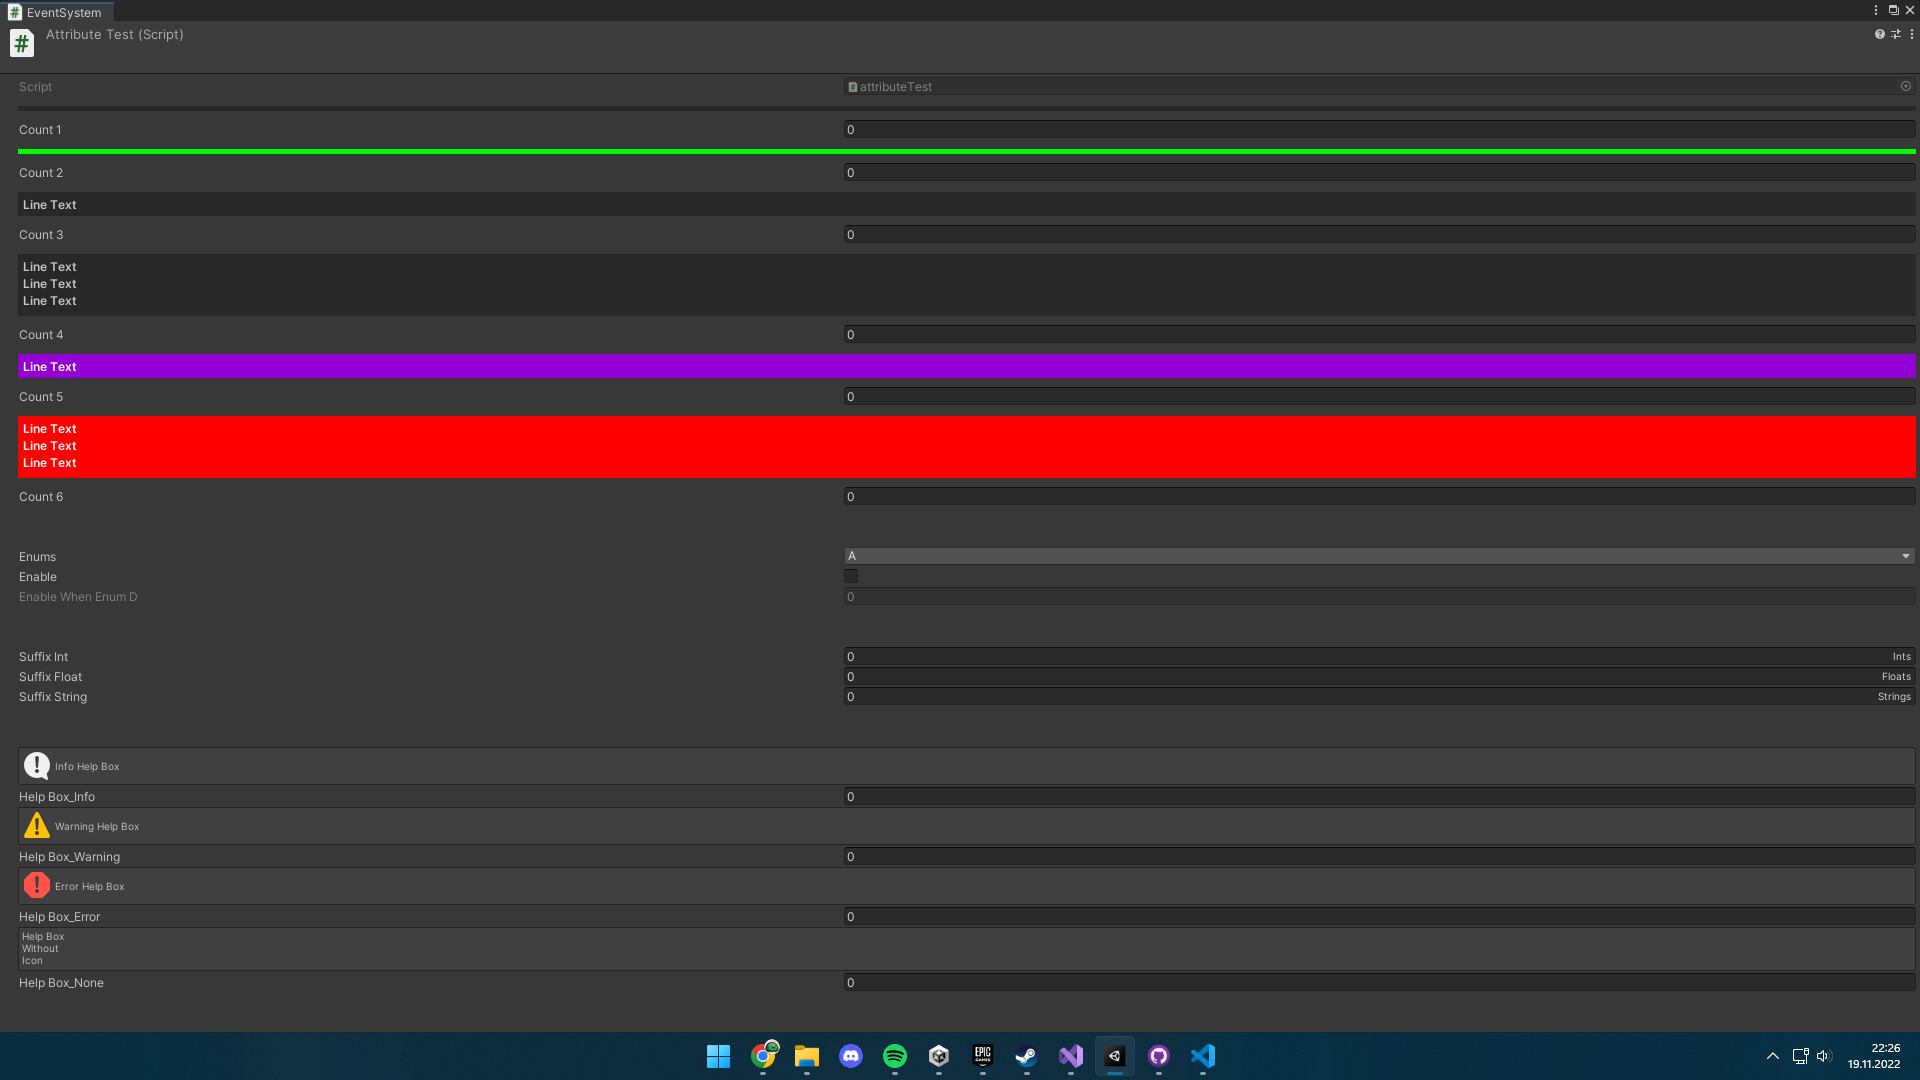 EventSystem
Attribute Test (Script)
Script attributeTest
Count 1 0
Count 2 0
Line Text
Count 3 0
Line Text
Line Text
Line Text
Count 4 0
Line Text
Count 5 0
Line Text
Line Text
Line Text
Count 6 0
Enums A
Enable
Enable When Enum D 0
Suffix Int 0 Ints
Suffix Float 0 Floats
Suffix String 0 Strings
Info Help Box
Help Box_Info 0
Warning Help Box
Help Box_Warning 0
Error Help Box
Help Box_Error 0
Help Box
Without
Icon
Help Box_None 0
EPIC
GAMES
22:26
19.11.2022